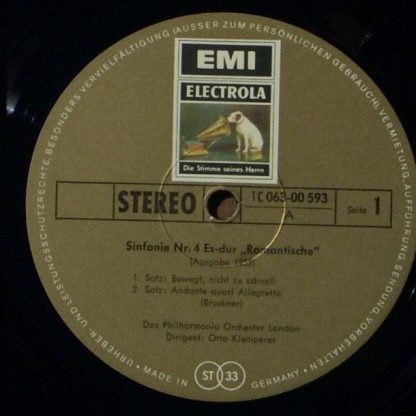 EMI
ELECTROLA
Die Stimme seines Herrn
STEREO
1C 063-00 593
A
Seite 1
Sinfonie Nr. 4 Es-dur „Romantische"
(Ausgabe
1. Satz: Bewegt, nicht zu schnell
2. Satz: Andante quasi Allegretto
(Bruckner)
Das Philharmonia Orchester London
Dirigent: Otto Klemperer
URHEBER- UND LEISTUNGSSCHUTZRECHTE, BESONDERS VERVIELFÄLTIGUNG (AUSSER ZUM PERSÖNLICHEN GEBRAUCH), VERMIETUNG, AUFFÜHRUNG, SENDUNG, VORBEHALTEN
MADE IN ST 33 GERMANY